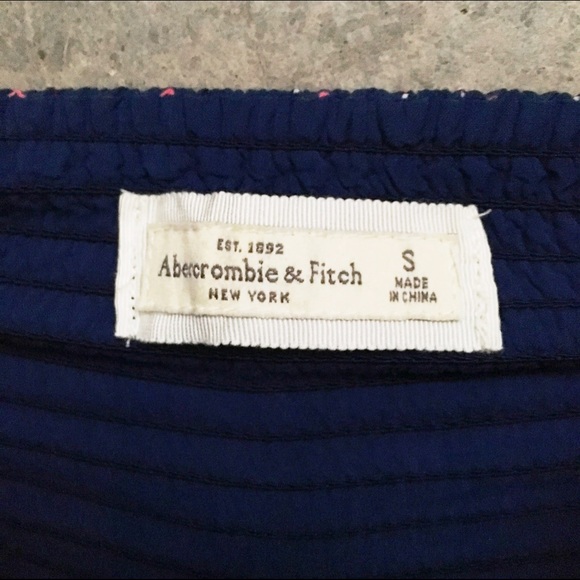 EST. 1892
Abercrombie & Fitch
NEW YORK
S
MADE
IN CHINA